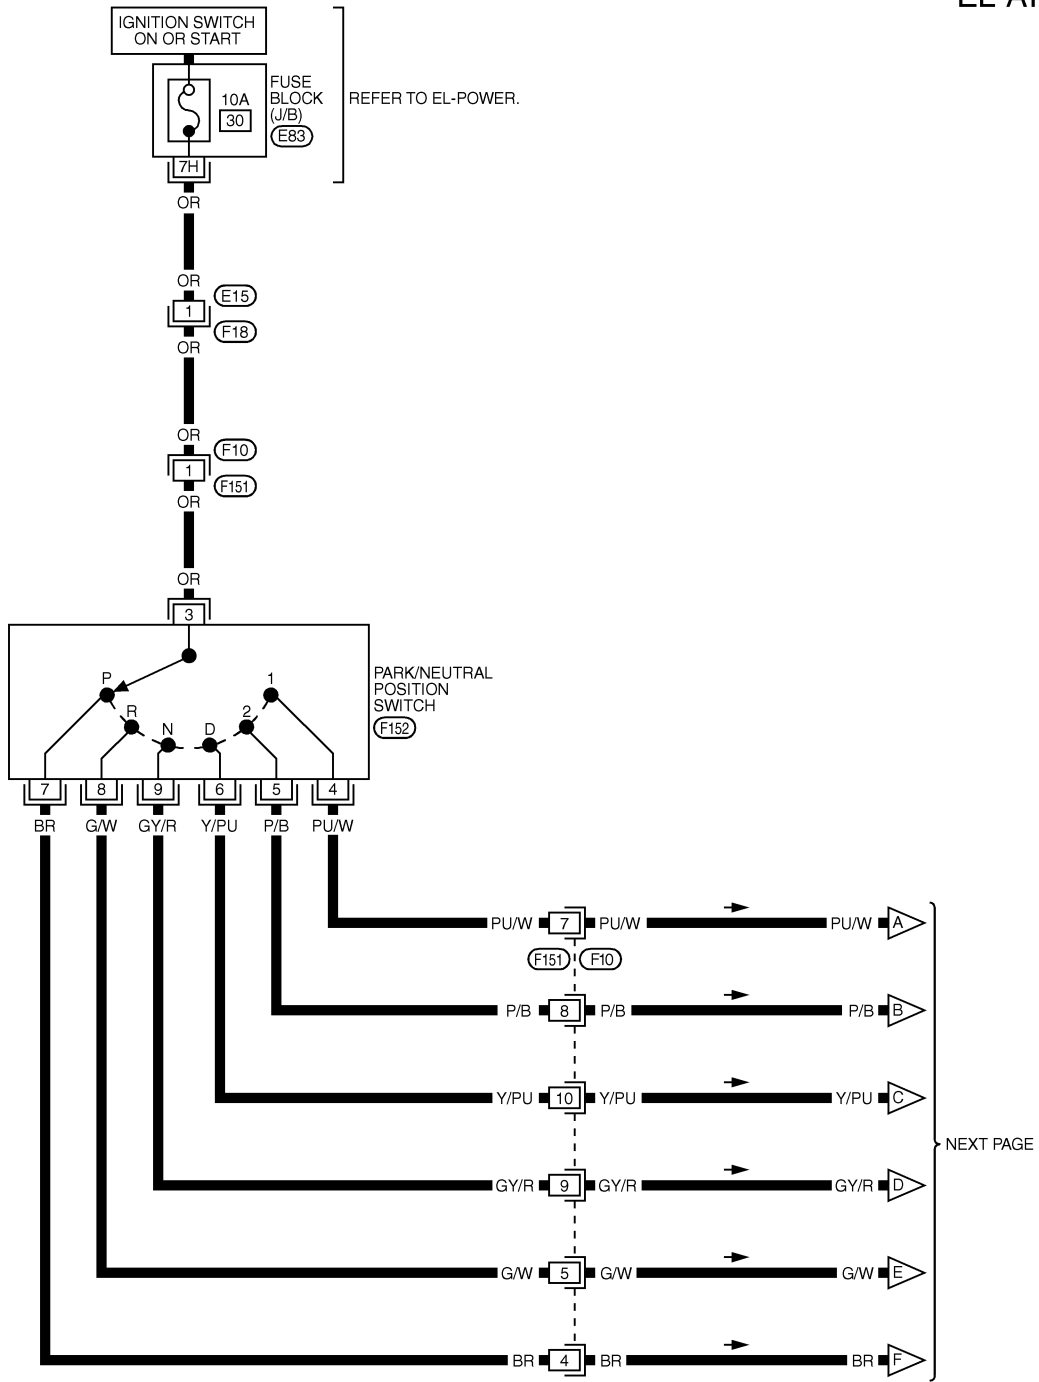 IGNITION SWITCH
ON OR START
FUSE
BLOCK
(J/B)
E83
10A
30
REFER TO EL-POWER.
7H
OR
OR
E15
1
F18
OR
OR
F10
1
F151
OR
OR
3
P
R
N
D
2
1
PARK/NEUTRAL
POSITION
SWITCH
F152
7
8
9
6
5
4
BR
G/W
GY/R
Y/PU
P/B
PU/W
PU/W
7
PU/W
PU/W
A
F151
F10
P/B
8
P/B
P/B
B
Y/PU
10
Y/PU
Y/PU
C
NEXT PAGE
GY/R
9
GY/R
GY/R
D
G/W
5
G/W
G/W
E
BR
4
BR
BR
F